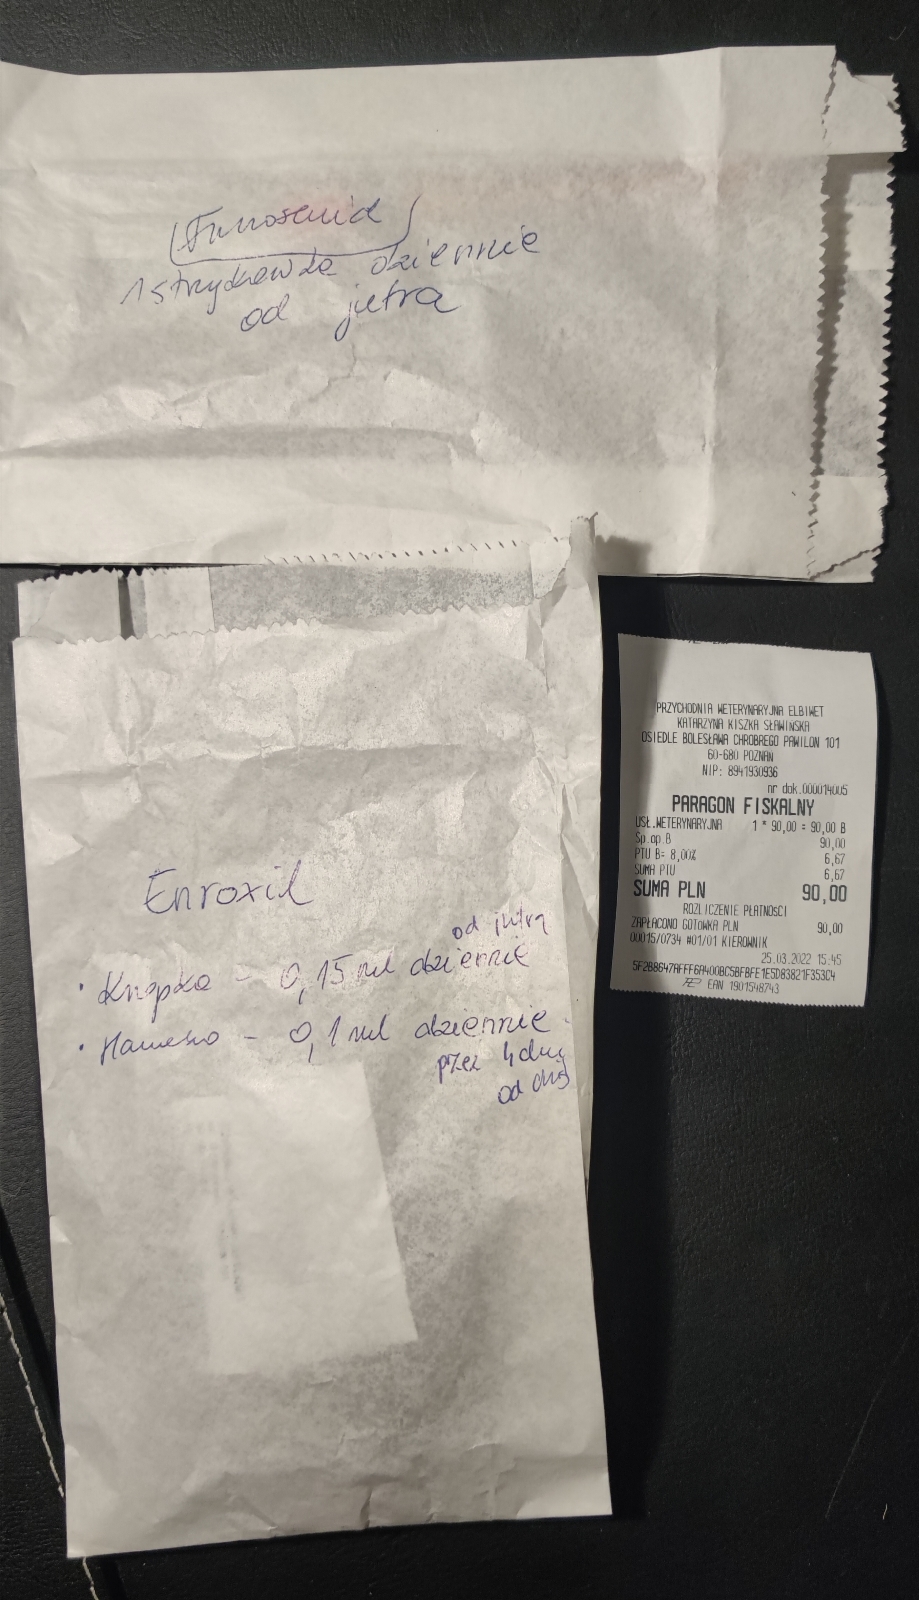 Furosemid
1 strzykawka dziennie
od jutra
Enroxil
od jutra
• Knopka – 0,15 ml dziennie
• – 0,1 ml dziennie
przez 4 dni
od dziś
PRZYCHODNIA WETERYNARYJNA ELBIWET
KATARZYNA KISZKA SŁAWIŃSKA
OSIEDLE BOLESŁAWA CHROBREGO PAWILON 101
60-680 POZNAŃ
NIP: 8941930936
nr dok.000014005
PARAGON FISKALNY
USŁ.WETERYNARYJNA 1 * 90,00 = 90,00 B
Sp.op.B 90,00
PTU B= 8,00% 6,67
SUMA PTU 6,67
SUMA PLN 90,00
ROZLICZENIE PŁATNOŚCI
ZAPŁACONO GOTÓWKA PLN 90,00
00015/0734 #01/01 KIEROWNIK
25.03.2022 15:45
5F2B8647AFFF6A400BC5BFBFE1E5D83821F353C4
EAN 1901548743